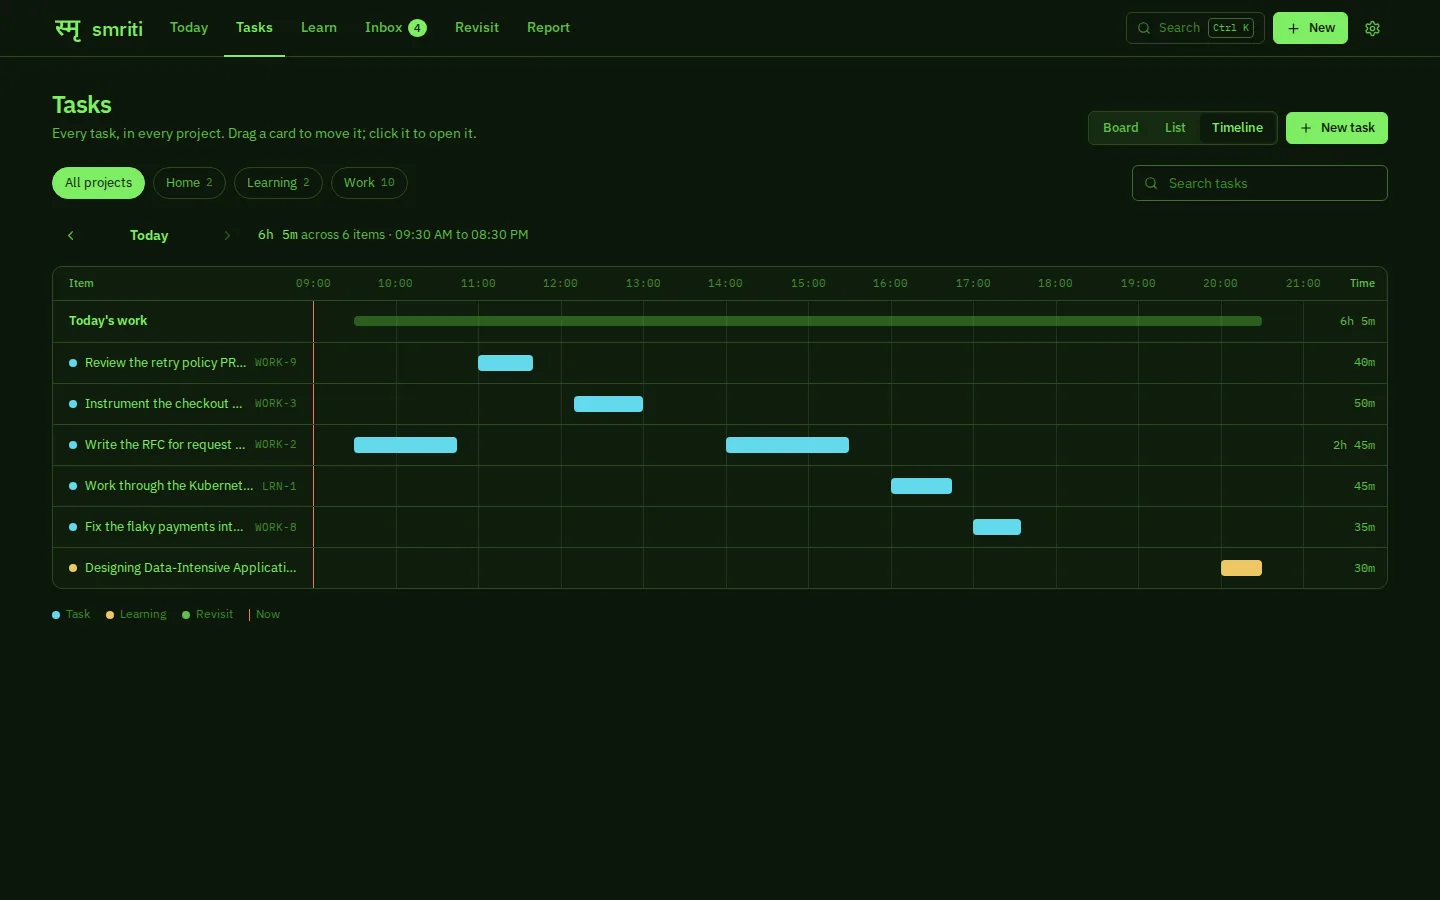 स्मृ smriti Today Tasks Learn Inbox 4 Revisit Report Search Ctrl K + New
Tasks
Every task, in every project. Drag a card to move it; click it to open it.
Board List Timeline + New task
All projects Home 2 Learning 2 Work 10 Search tasks
Today 6h 5m across 6 items · 09:30 AM to 08:30 PM
Item 09:00 10:00 11:00 12:00 13:00 14:00 15:00 16:00 17:00 18:00 19:00 20:00 21:00 Time
Today's work 6h 5m
Review the retry policy PR... WORK-9 40m
Instrument the checkout ... WORK-3 50m
Write the RFC for request ... WORK-2 2h 45m
Work through the Kubernet... LRN-1 45m
Fix the flaky payments int... WORK-8 35m
Designing Data-Intensive Applicati... 30m
Task Learning Revisit Now